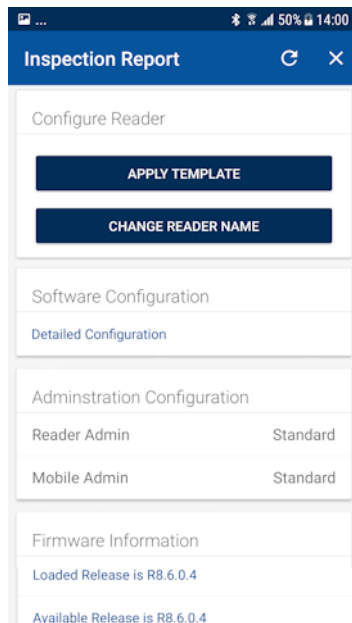 ... 50% 14:00
Inspection Report
Configure Reader
APPLY TEMPLATE
CHANGE READER NAME
Software Configuration
Detailed Configuration
Adminstration Configuration
Reader Admin Standard
Mobile Admin Standard
Firmware Information
Loaded Release is R8.6.0.4
Available Release is R8.6.0.4